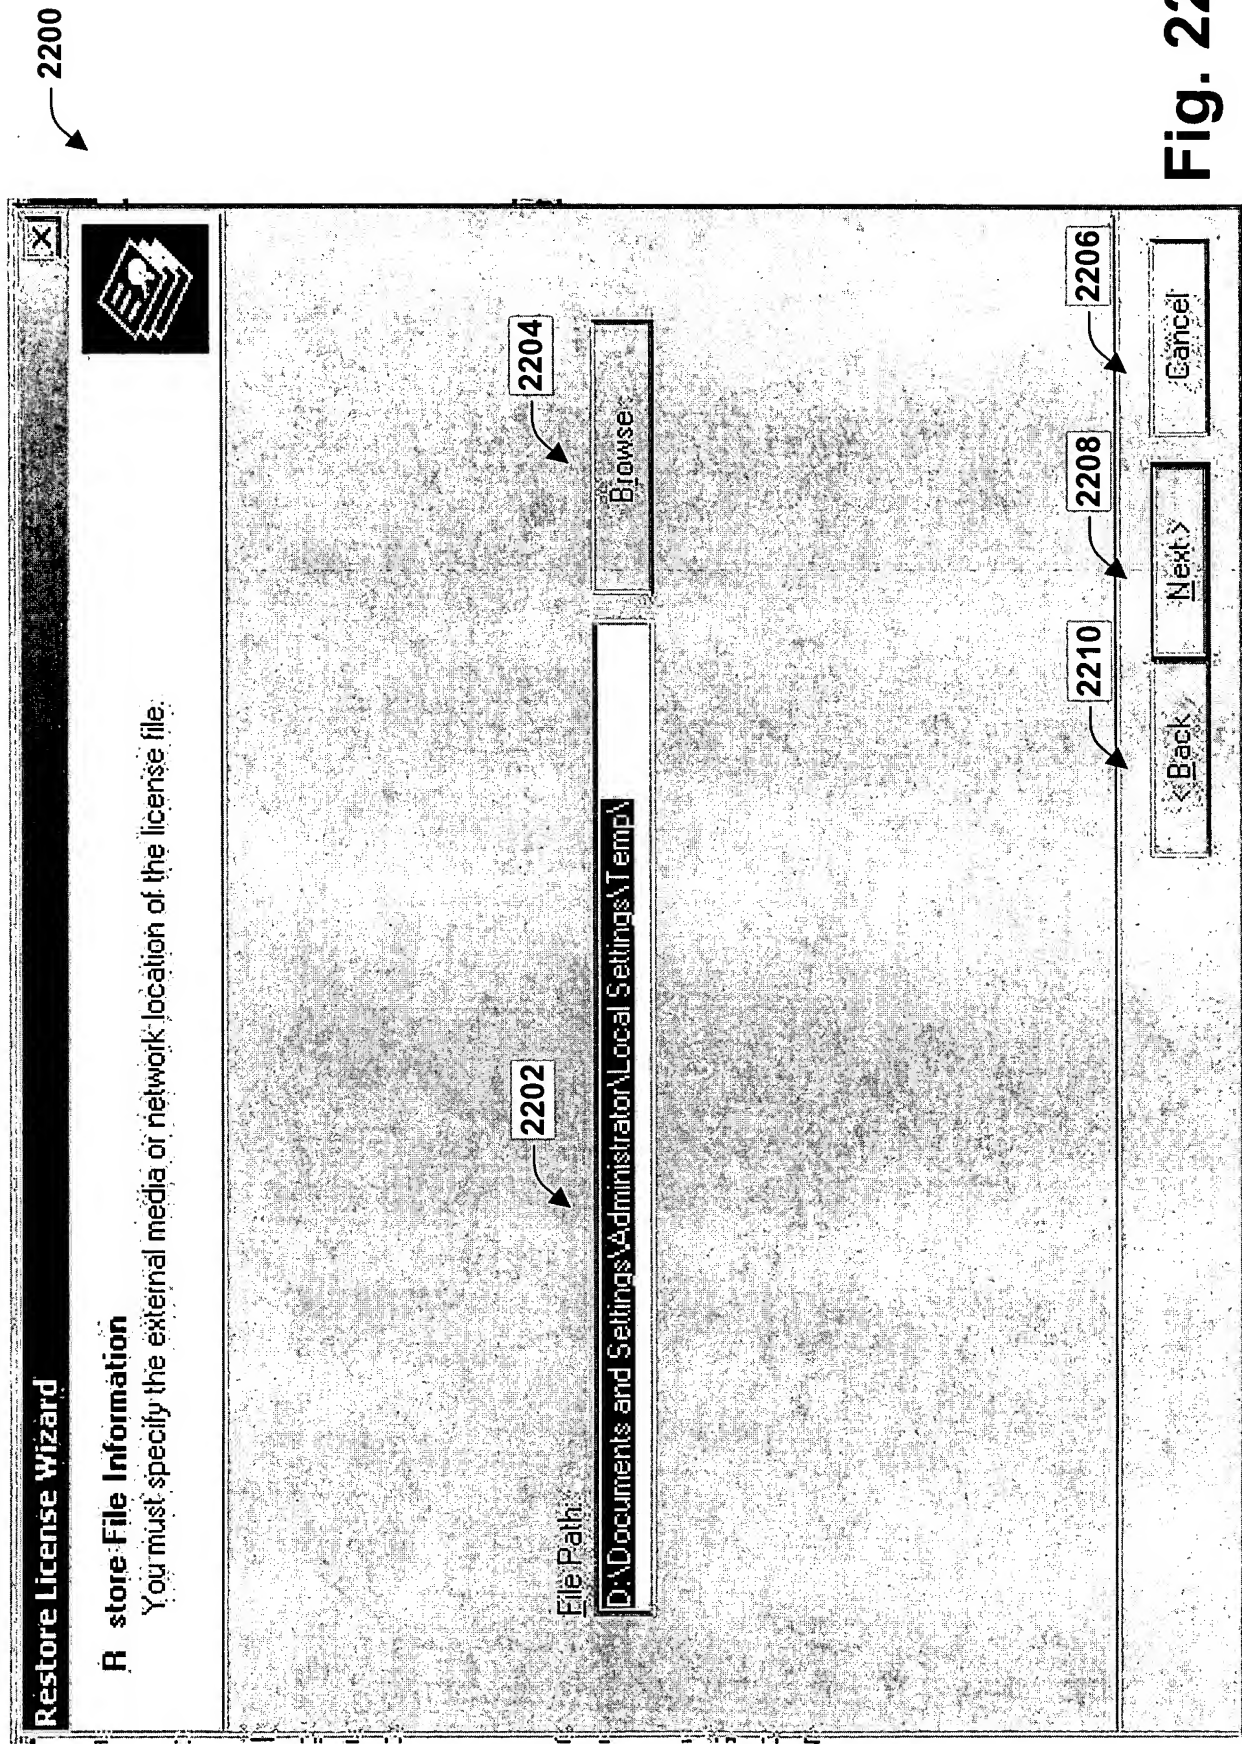 2200
Restore License Wizard
R store File Information
You must specify the external media or network location of the license file.
2202
2204
File Path:
D:\Documents and Settings\Administrator\Local Settings\Temp\
Browse
2210
2208
2206
< Back
Next >
Cancel
Fig. 22